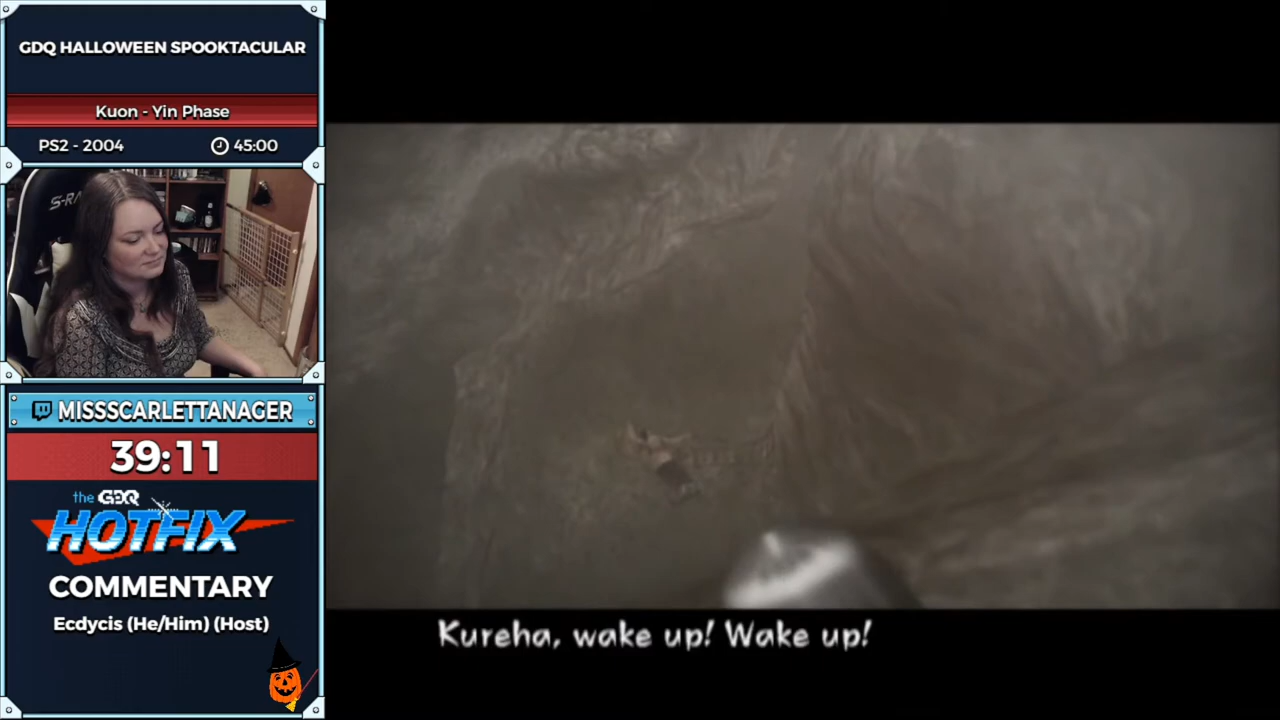 GDQ HALLOWEEN SPOOKTACULAR
Kuon - Yin Phase
PS2 - 2004
45:00
S-RA
MISSSCARLETTANAGER
39:11
the GDQ
HOTFIX
COMMENTARY
Ecdycis (He/Him) (Host)
Kureha, wake up! Wake up!